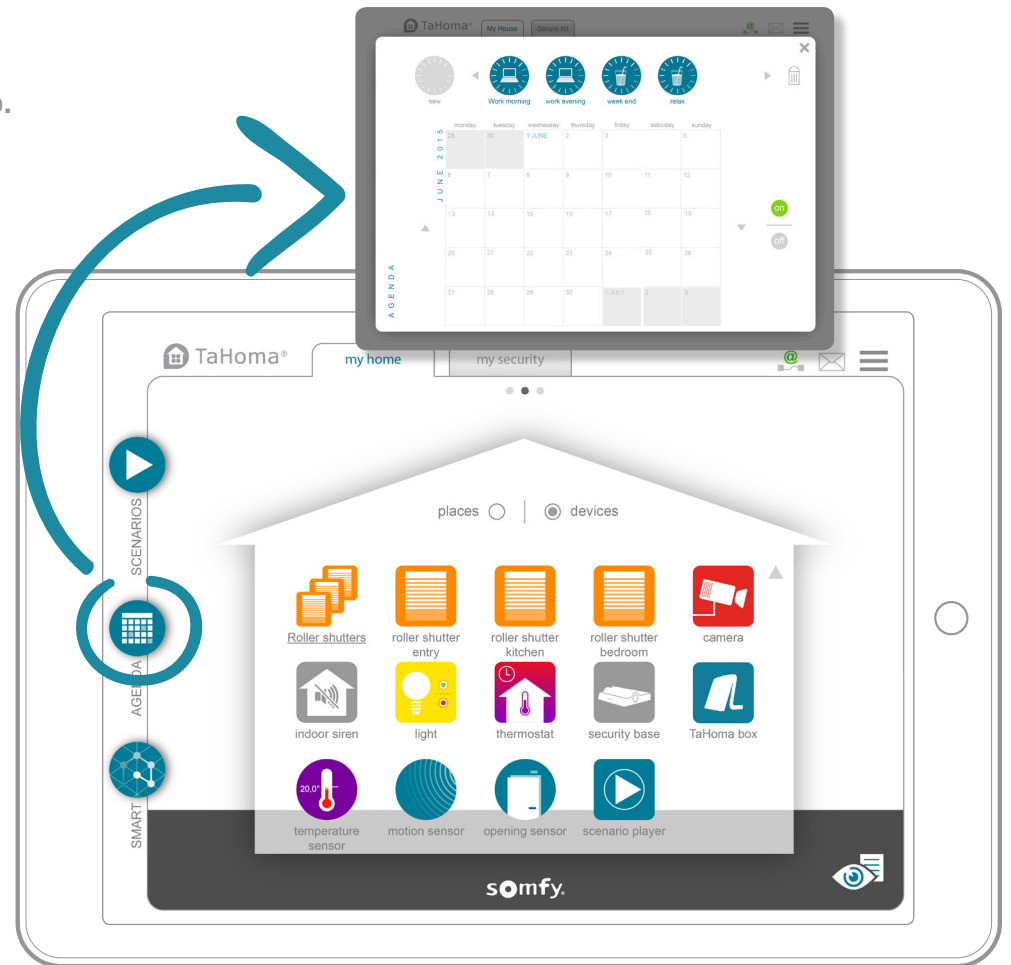 TaHoma® My House Secure Kit @
new Work morning work evening week end relax
monday tuesday wednesday thursday friday saturday sunday
JUNE 2015
29 30 1 JUNE 2 3 5
6 7 8 9 10 11 12
13 14 15 16 17 18 19
20 21 22 23 24 25 26
27 28 29 30 1 JULY 2 3
on
off
AGENDA
TaHoma® my home my security @
places devices
SCENARIOS
AGENDA
SMART
Roller shutters
roller shutter
entry
roller shutter
kitchen
roller shutter
bedroom
camera
indoor siren
light
thermostat
security base
TaHoma box
20,0°
temperature
sensor
motion sensor
opening sensor
scenario player
somfy.